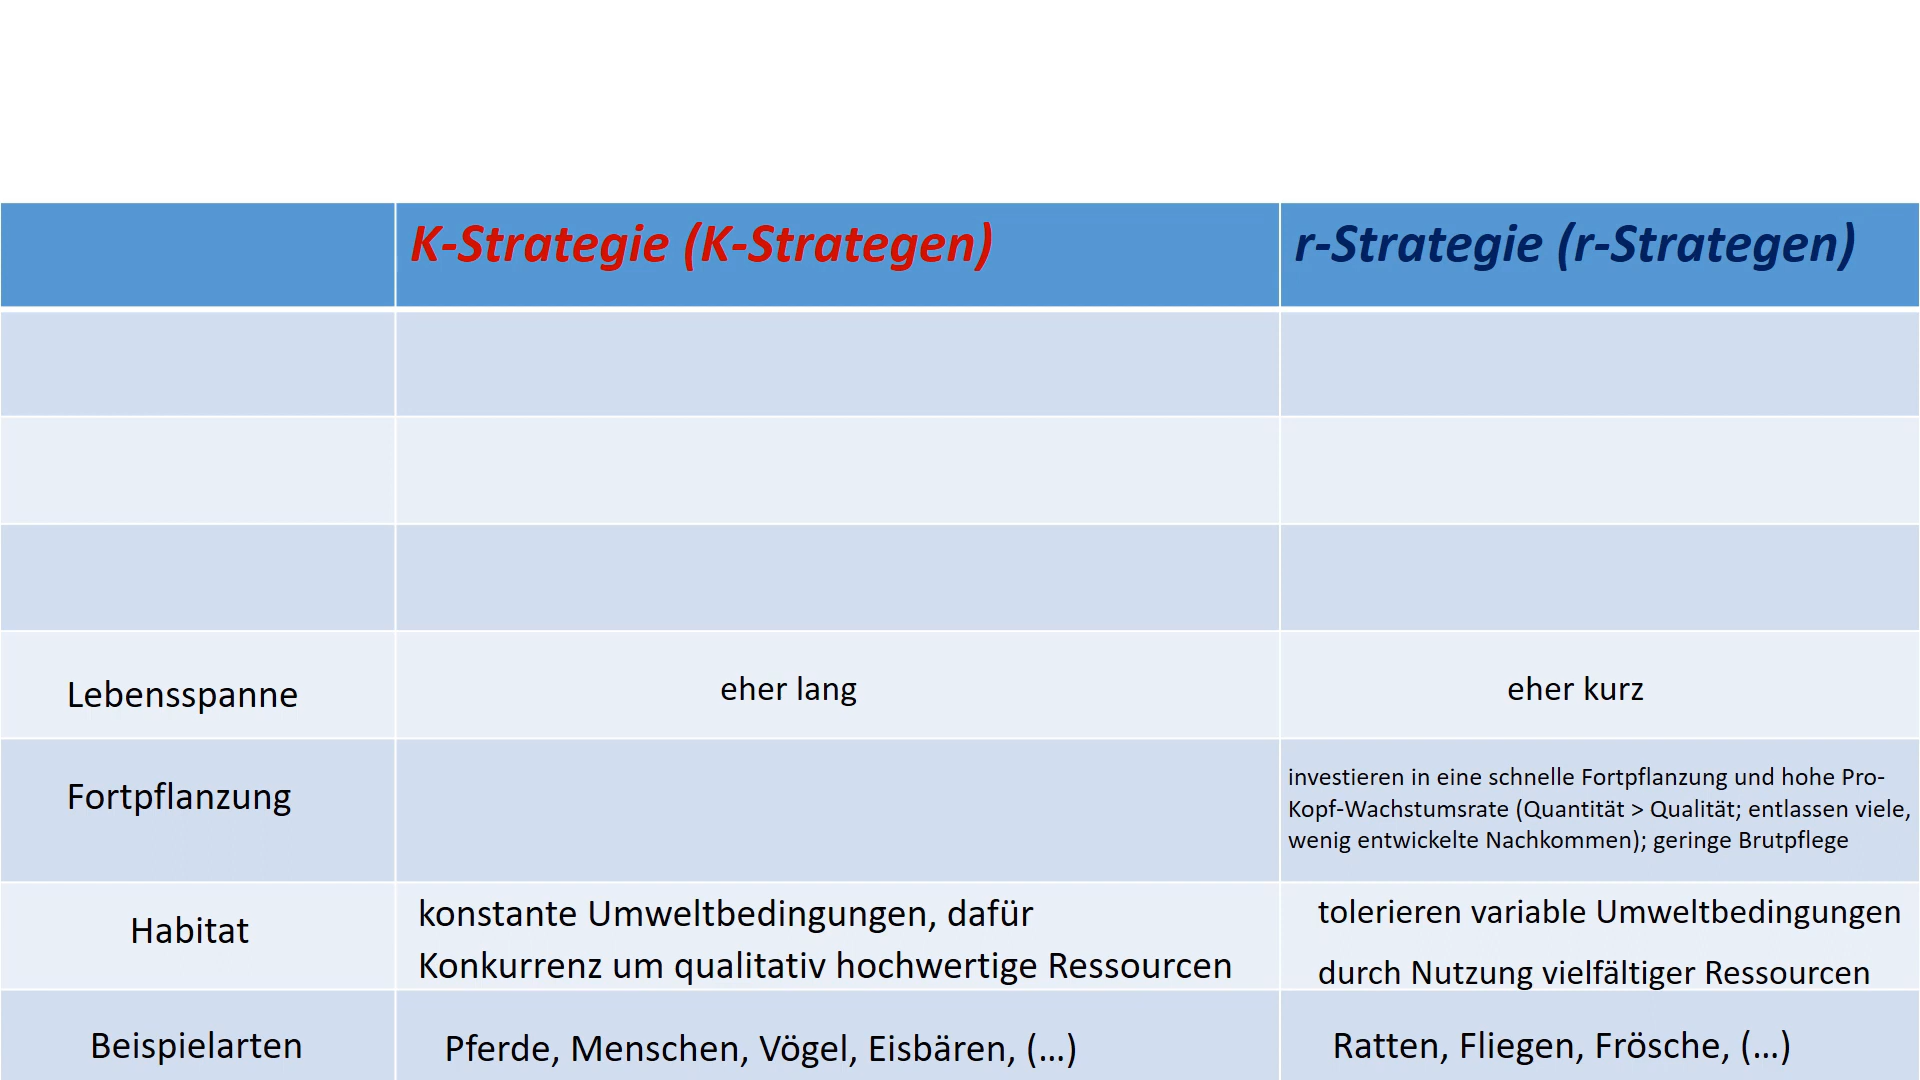 K-Strategie (K-Strategen)
r-Strategie (r-Strategen)
Lebensspanne
eher lang
eher kurz
Fortpflanzung
investieren in eine schnelle Fortpflanzung und hohe Pro-
Kopf-Wachstumsrate (Quantität > Qualität; entlassen viele,
wenig entwickelte Nachkommen); geringe Brutpflege
Habitat
konstante Umweltbedingungen, dafür
Konkurrenz um qualitativ hochwertige Ressourcen
tolerieren variable Umweltbedingungen
durch Nutzung vielfältiger Ressourcen
Beispielarten
Pferde, Menschen, Vögel, Eisbären, (…)
Ratten, Fliegen, Frösche, (…)